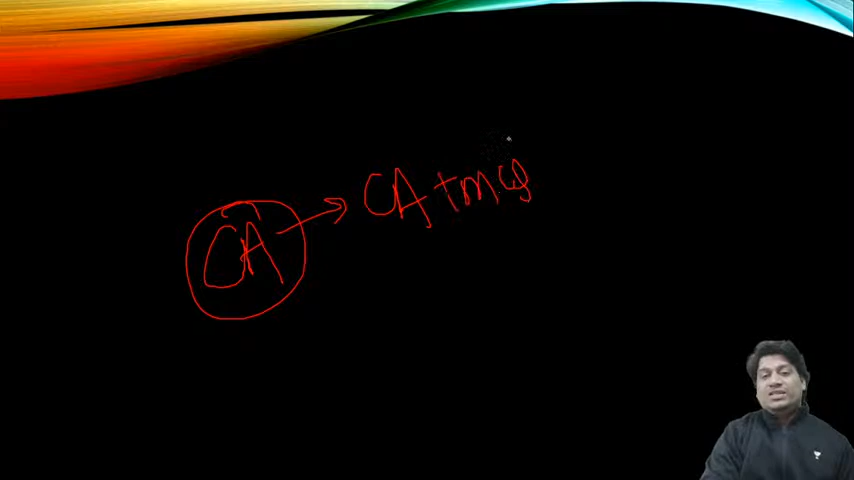 CA → CA + m.